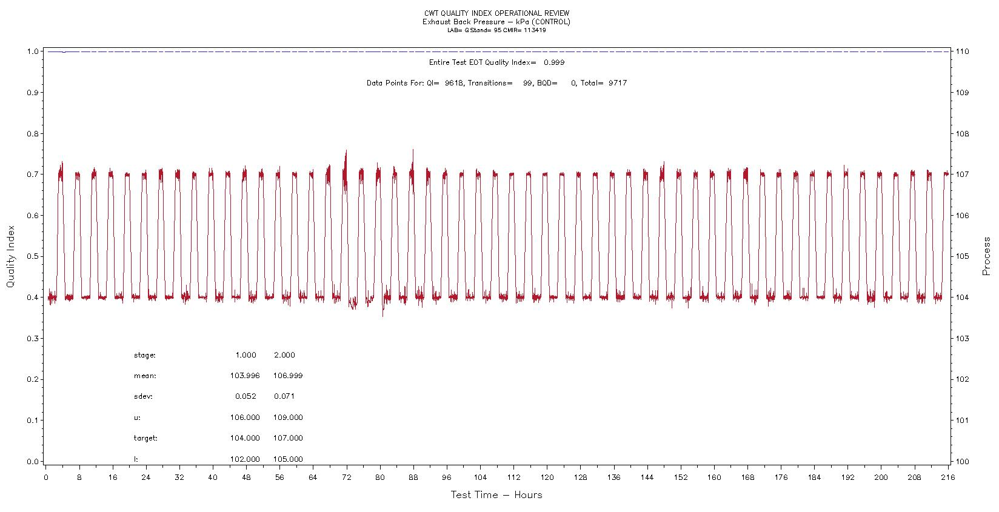 CWT QUALITY INDEX OPERATIONAL REVIEW
Exhaust Back Pressure — kPa (CONTROL)
LAB= G Stand= 95 CMIR= 113419
Entire Test EOT Quality Index= 0.999
Data Points For: QI= 9618, Transitions= 99, BQD= 0, Total= 9717
Quality Index
1.0
0.9
0.8
0.7
0.6
0.5
0.4
0.3
0.2
0.1
0.0
Process
110
109
108
107
106
105
104
103
102
101
100
stage: 1.000 2.000
mean: 103.996 106.999
sdev: 0.052 0.071
u: 106.000 109.000
target: 104.000 107.000
l: 102.000 105.000
0 8 16 24 32 40 48 56 64 72 80 88 96 104 112 120 128 136 144 152 160 168 176 184 192 200 208 216
Test Time — Hours